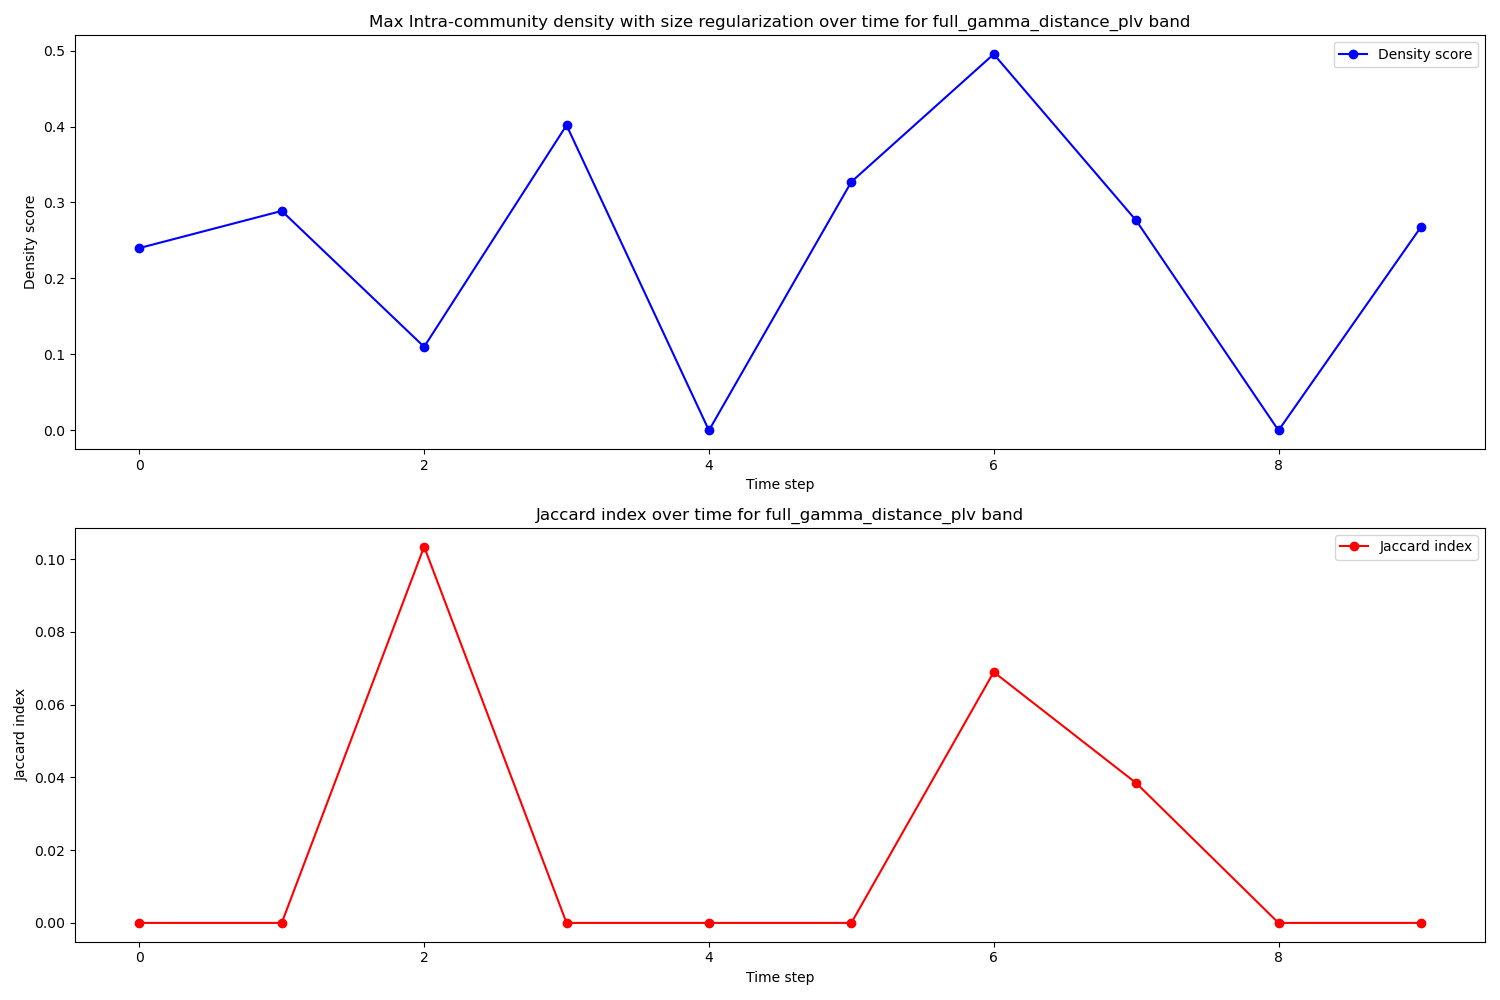 Max Intra-community density with size regularization over time for full_gamma_distance_plv band
Density score
0.5
0.4
0.3
0.2
0.1
0.0
Density score
0 2 4 6 8
Time step
Jaccard index over time for full_gamma_distance_plv band
Jaccard index
0.10
0.08
0.06
0.04
0.02
0.00
Jaccard index
0 2 4 6 8
Time step